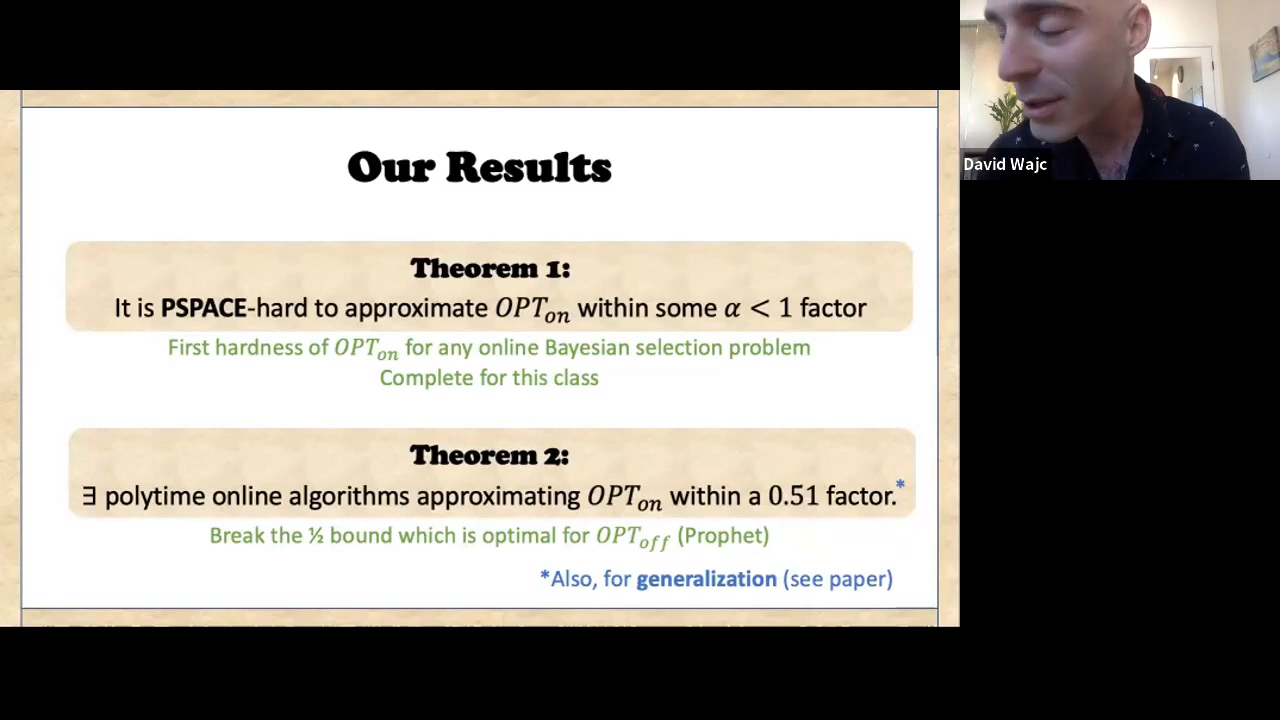 Our Results
David Wajc
Theorem 1:
It is PSPACE-hard to approximate OPT_on within some α < 1 factor
First hardness of OPT_on for any online Bayesian selection problem
Complete for this class
Theorem 2:
∃ polytime online algorithms approximating OPT_on within a 0.51 factor.*
Break the ½ bound which is optimal for OPT_off (Prophet)
*Also, for generalization (see paper)